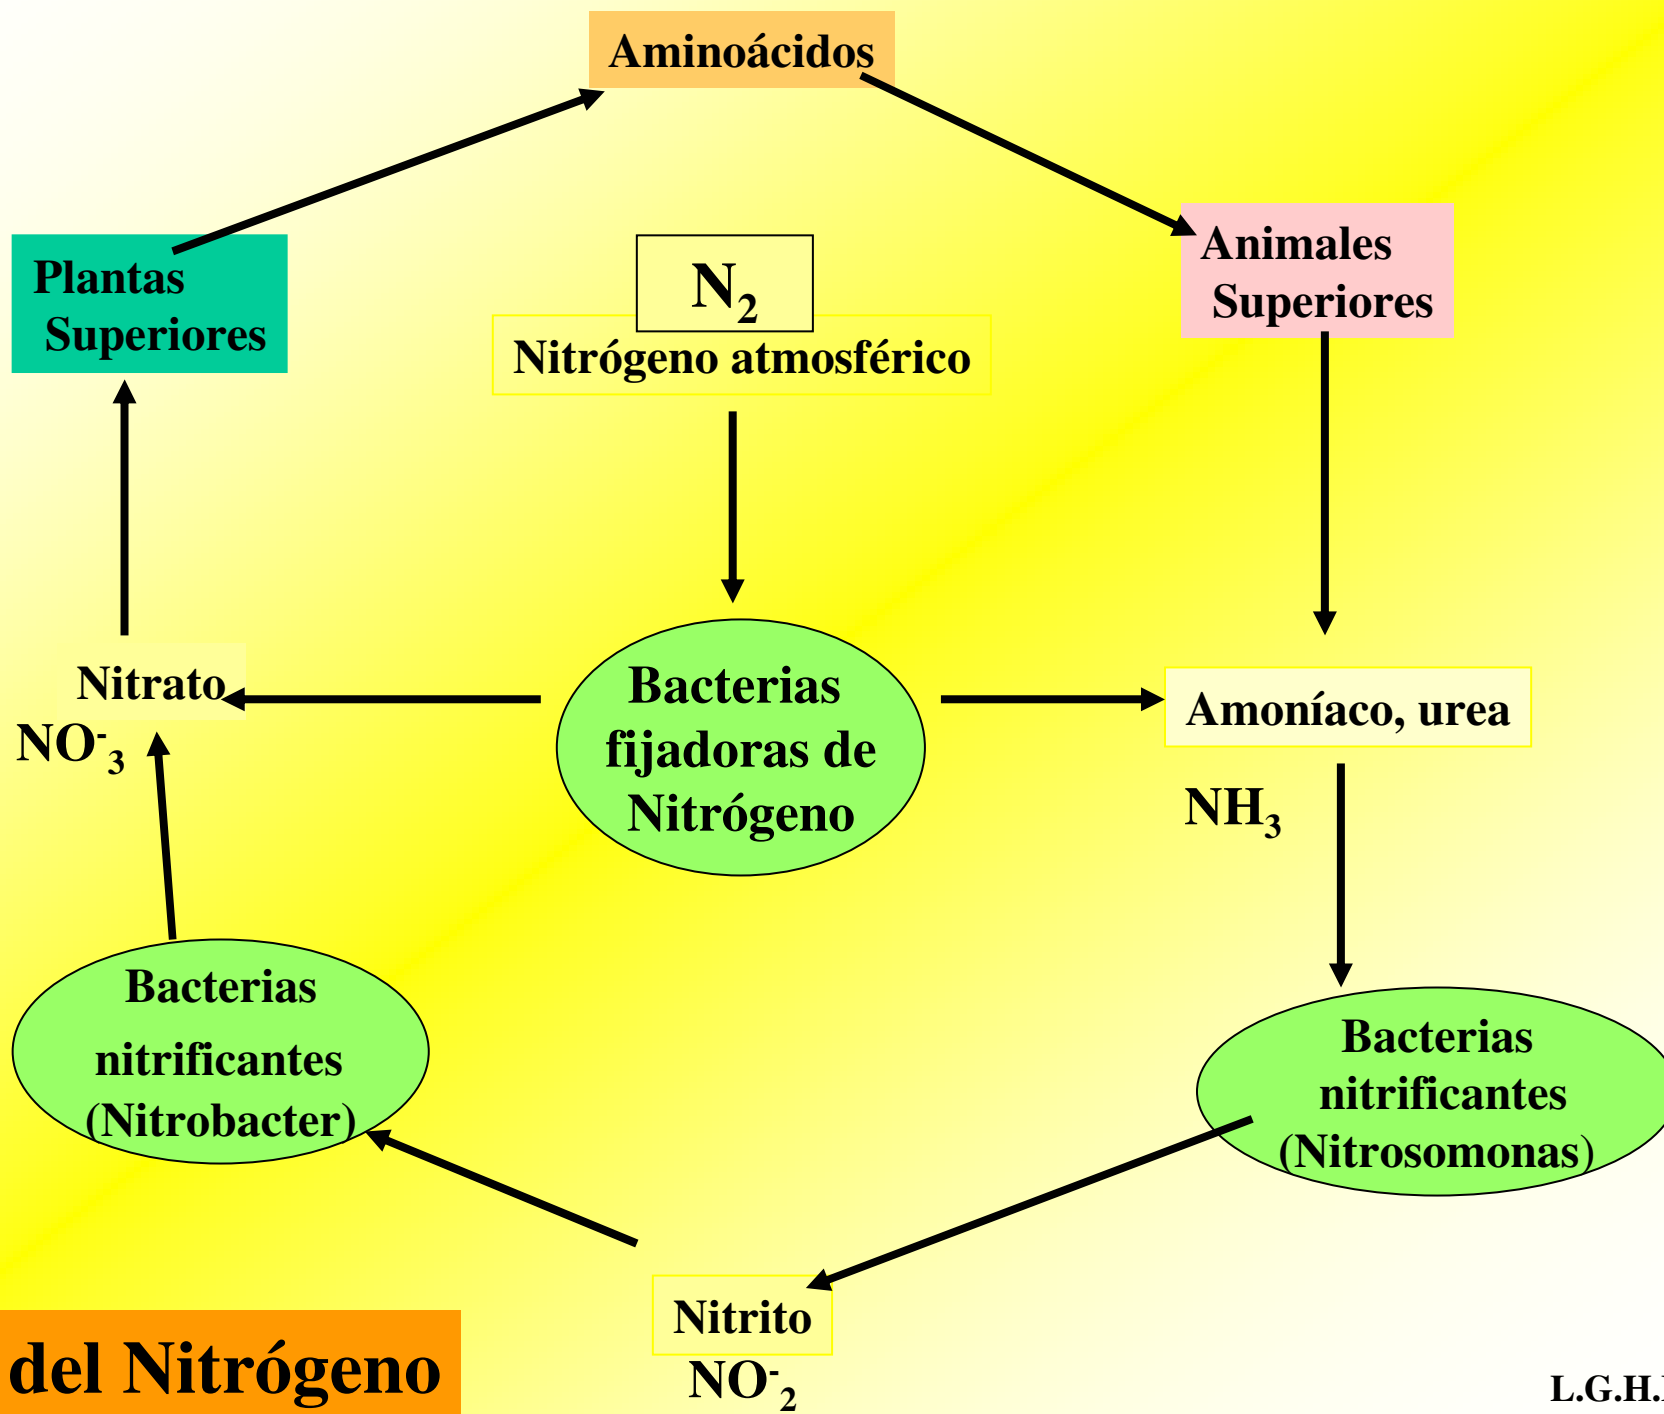 Aminoácidos
Plantas
Superiores
N₂
Nitrógeno atmosférico
Animales
Superiores
Nitrato
NO⁻₃
Bacterias
fijadoras de
Nitrógeno
Amoníaco, urea
NH₃
Bacterias
nitrificantes
(Nitrobacter)
Bacterias
nitrificantes
(Nitrosomonas)
Nitrito
NO⁻₂
del Nitrógeno
L.G.H.